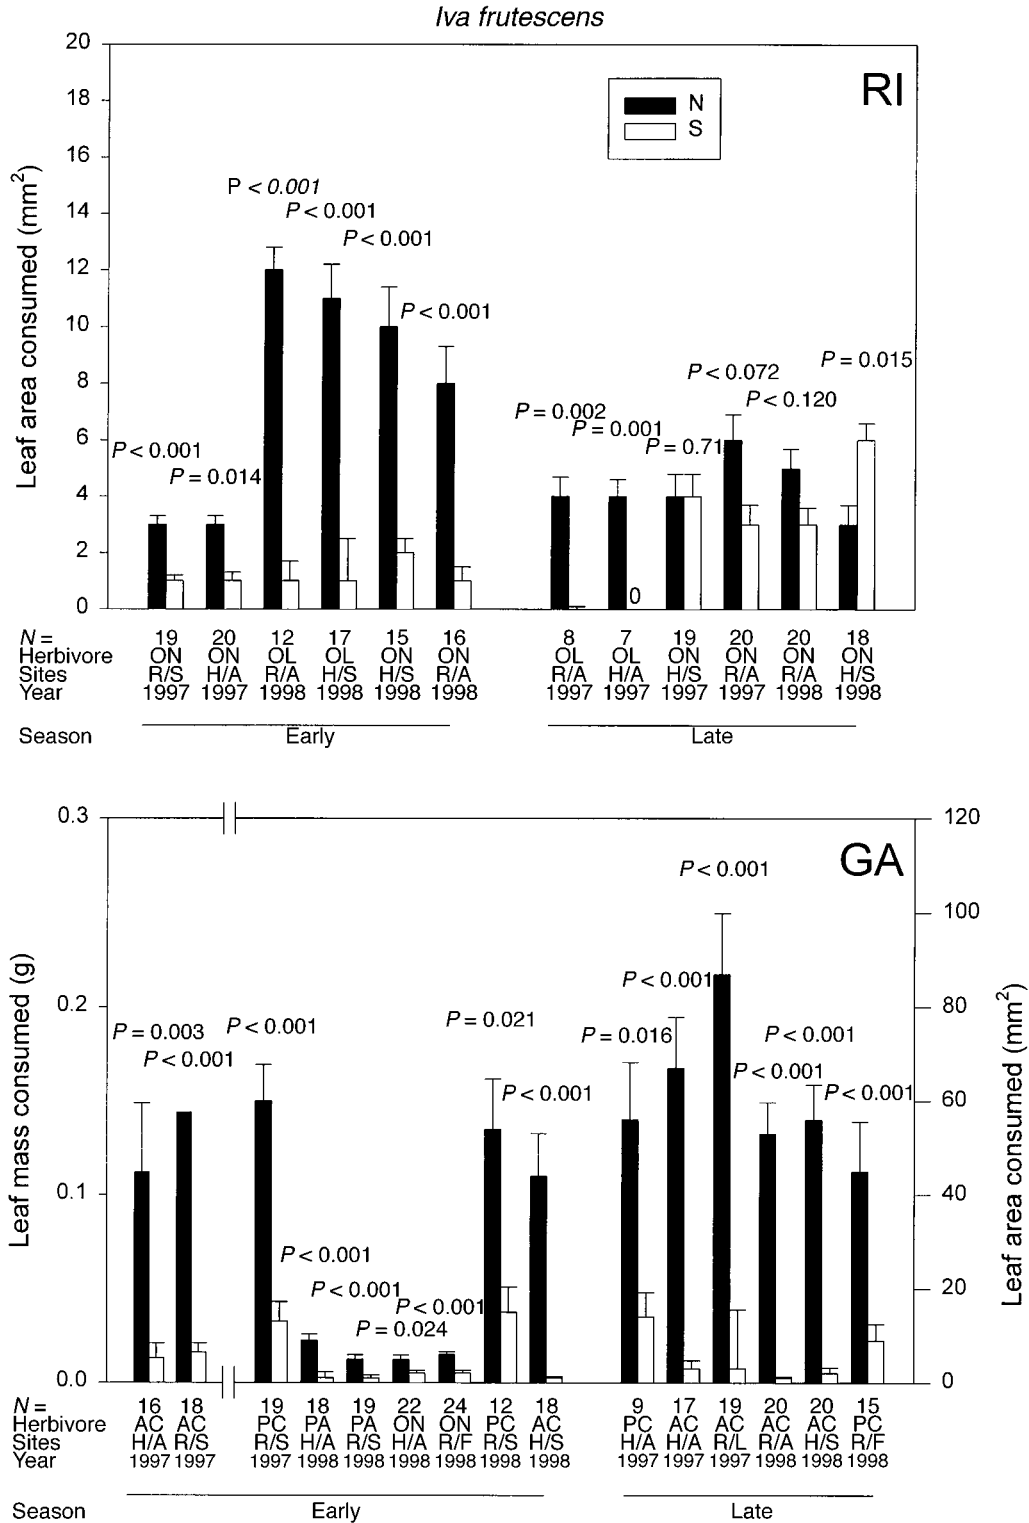 Iva frutescens
RI
N
S
Leaf area consumed (mm2)
20
18
16
14
12
10
8
6
4
2
0
P < 0.001
P = 0.014
P < 0.001
P < 0.001
P < 0.001
P < 0.001
P = 0.002
P = 0.001
P = 0.71
P < 0.072
P < 0.120
P = 0.015
0
N = 19 20 12 17 15 16 8 7 19 20 20 18
Herbivore ON ON OL OL ON ON OL OL ON ON ON ON
Sites R/S H/A R/A H/S H/S R/A R/A H/A H/S R/A R/A H/S
Year 1997 1997 1998 1998 1998 1998 1997 1997 1997 1997 1998 1998
Season Early Late
GA
Leaf mass consumed (g)
0.3
0.2
0.1
0.0
P = 0.003
P < 0.001
P < 0.001
P < 0.001
P < 0.001
P = 0.024
P < 0.001
P = 0.021
P < 0.001
P = 0.016
P < 0.001
P < 0.001
P < 0.001
P < 0.001
P < 0.001
120
100
80
60
40
20
0
Leaf area consumed (mm2)
N = 16 18 19 18 19 22 24 12 18 9 17 19 20 20 15
Herbivore AC AC PC PA PA ON ON PC AC PC AC AC AC AC PC
Sites H/A R/S R/S H/A R/S H/A R/F R/S H/S H/A H/A R/L R/A H/S R/F
Year 1997 1997 1997 1998 1998 1998 1998 1998 1998 1997 1997 1997 1998 1998 1998
Season Early Late